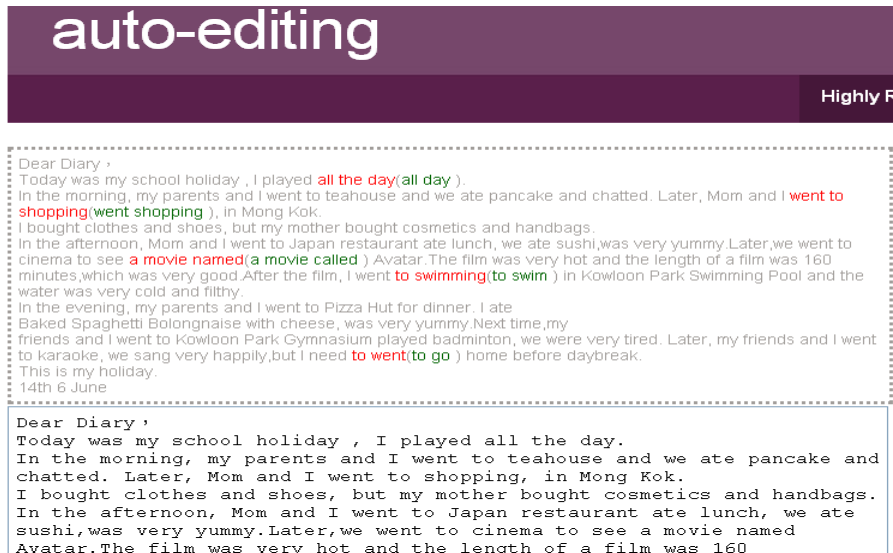 auto-editing
Highly R
Dear Diary，
Today was my school holiday , I played all the day(all day ).
In the morning, my parents and I went to teahouse and we ate pancake and chatted. Later, Mom and I went to
shopping(went shopping ), in Mong Kok.
I bought clothes and shoes, but my mother bought cosmetics and handbags.
In the afternoon, Mom and I went to Japan restaurant ate lunch, we ate sushi,was very yummy.Later,we went to
cinema to see a movie named(a movie called ) Avatar.The film was very hot and the length of a film was 160
minutes,which was very good.After the film, I went to swimming(to swim ) in Kowloon Park Swimming Pool and the
water was very cold and filthy.
In the evening, my parents and I went to Pizza Hut for dinner. I ate
Baked Spaghetti Bolongnaise with cheese, was very yummy.Next time,my
friends and I went to Kowloon Park Gymnasium played badminton, we were very tired. Later, my friends and I went
to karaoke, we sang very happily,but I need to went(to go ) home before daybreak.
This is my holiday.
14th 6 June
Dear Diary，
Today was my school holiday , I played all the day.
In the morning, my parents and I went to teahouse and we ate pancake and
chatted. Later, Mom and I went to shopping, in Mong Kok.
I bought clothes and shoes, but my mother bought cosmetics and handbags.
In the afternoon, Mom and I went to Japan restaurant ate lunch, we ate
sushi,was very yummy.Later,we went to cinema to see a movie named
Avatar.The film was very hot and the length of a film was 160